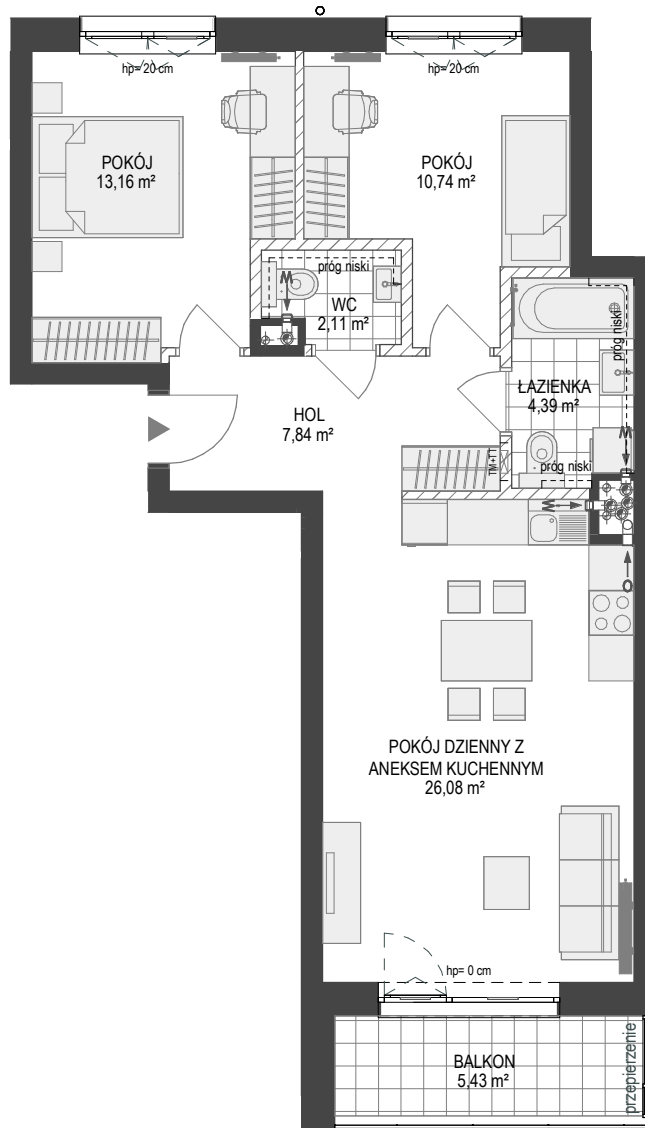 hp= 20 cm
hp= 20 cm
POKÓJ
13,16 m²
POKÓJ
10,74 m²
próg niski
M
WC
2,11 m²
próg niski
ŁAZIENKA
4,39 m²
HOL
7,84 m²
M
TM+TT
próg niski
M
O
POKÓJ DZIENNY Z
ANEKSEM KUCHENNYM
26,08 m²
hp= 0 cm
BALKON
5,43 m²
przepierzenie